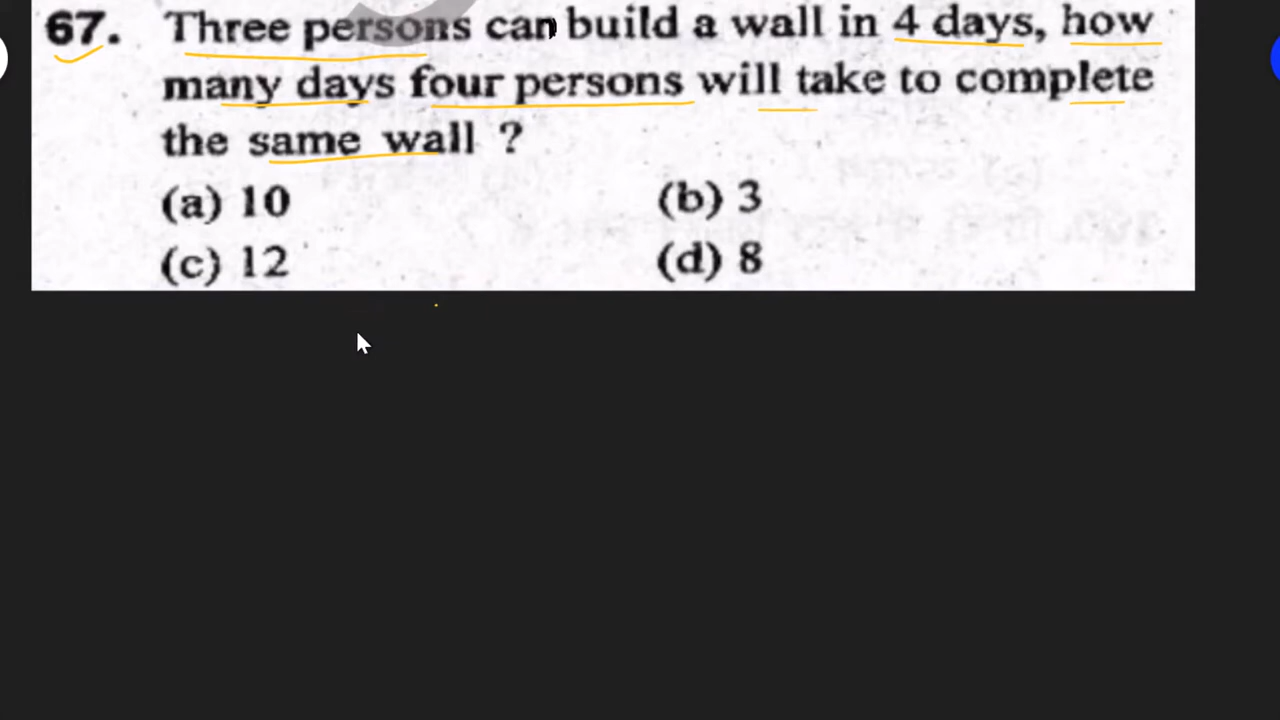 67. Three persons can build a wall in 4 days, how
many days four persons will take to complete
the same wall ?
(a) 10 (b) 3
(c) 12 (d) 8